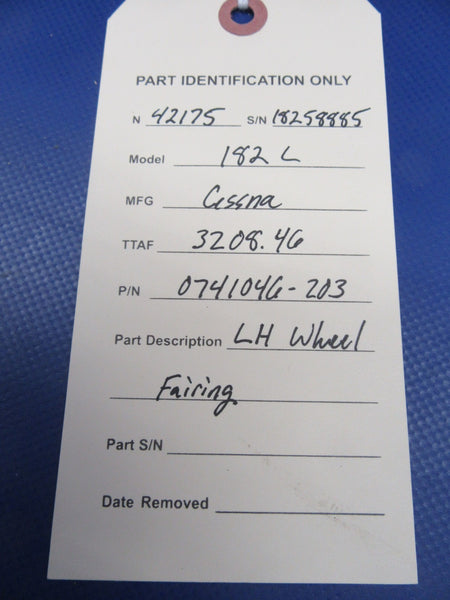 PART IDENTIFICATION ONLY
N 42175 S/N 18258885
Model 182 L
MFG Cessna
TTAF 3208.46
P/N 0741046-203
Part Description LH Wheel
Fairing
Part S/N
Date Removed